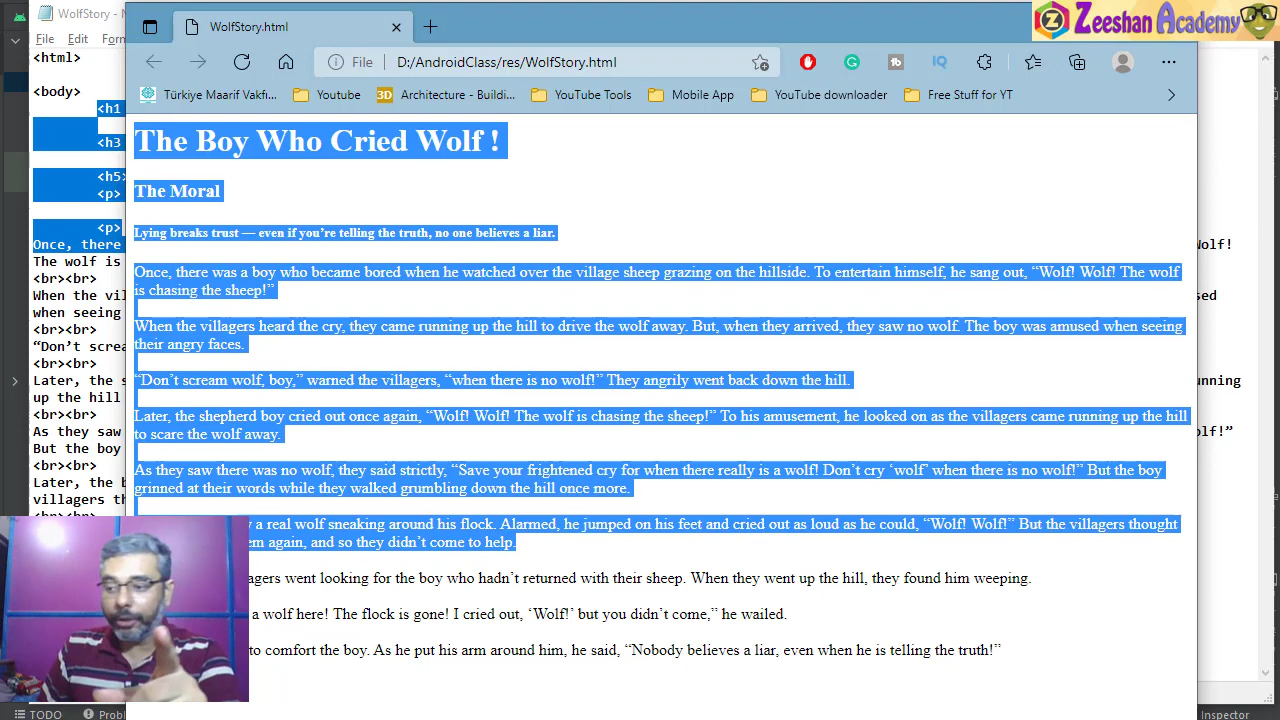 WolfStory
WolfStory.html
Zeeshan Academy
File Edit Form
File D:/AndroidClass/res/WolfStory.html
IQ
Türkiye Maarif Vakfı... Youtube 3D Architecture - Buildi... YouTube Tools Mobile App YouTube downloader Free Stuff for YT
<html>
<body>
<h1
<h3
<h5>
<p>
<p>
Once, there
The wolf is
<br><br>
When the vil
when seeing
<br><br>
“Don’t screa
<br><br>
Later, the s
up the hill
<br><br>
As they saw
But the boy
<br><br>
Later, the b
villagers th
The Boy Who Cried Wolf !
The Moral
Lying breaks trust — even if you’re telling the truth, no one believes a liar.
Once, there was a boy who became bored when he watched over the village sheep grazing on the hillside. To entertain himself, he sang out, “Wolf! Wolf! The wolf
is chasing the sheep!”
When the villagers heard the cry, they came running up the hill to drive the wolf away. But, when they arrived, they saw no wolf. The boy was amused when seeing
their angry faces.
“Don’t scream wolf, boy,” warned the villagers, “when there is no wolf!” They angrily went back down the hill.
Later, the shepherd boy cried out once again, “Wolf! Wolf! The wolf is chasing the sheep!” To his amusement, he looked on as the villagers came running up the hill
to scare the wolf away.
As they saw there was no wolf, they said strictly, “Save your frightened cry for when there really is a wolf! Don’t cry ‘wolf’ when there is no wolf!” But the boy
grinned at their words while they walked grumbling down the hill once more.
a real wolf sneaking around his flock. Alarmed, he jumped on his feet and cried out as loud as he could, “Wolf! Wolf!” But the villagers thought
em again, and so they didn’t come to help.
agers went looking for the boy who hadn’t returned with their sheep. When they went up the hill, they found him weeping.
a wolf here! The flock is gone! I cried out, ‘Wolf!’ but you didn’t come,” he wailed.
to comfort the boy. As he put his arm around him, he said, “Nobody believes a liar, even when he is telling the truth!”
olf!
sed
unning
olf!”
TODO Probl
Inspector